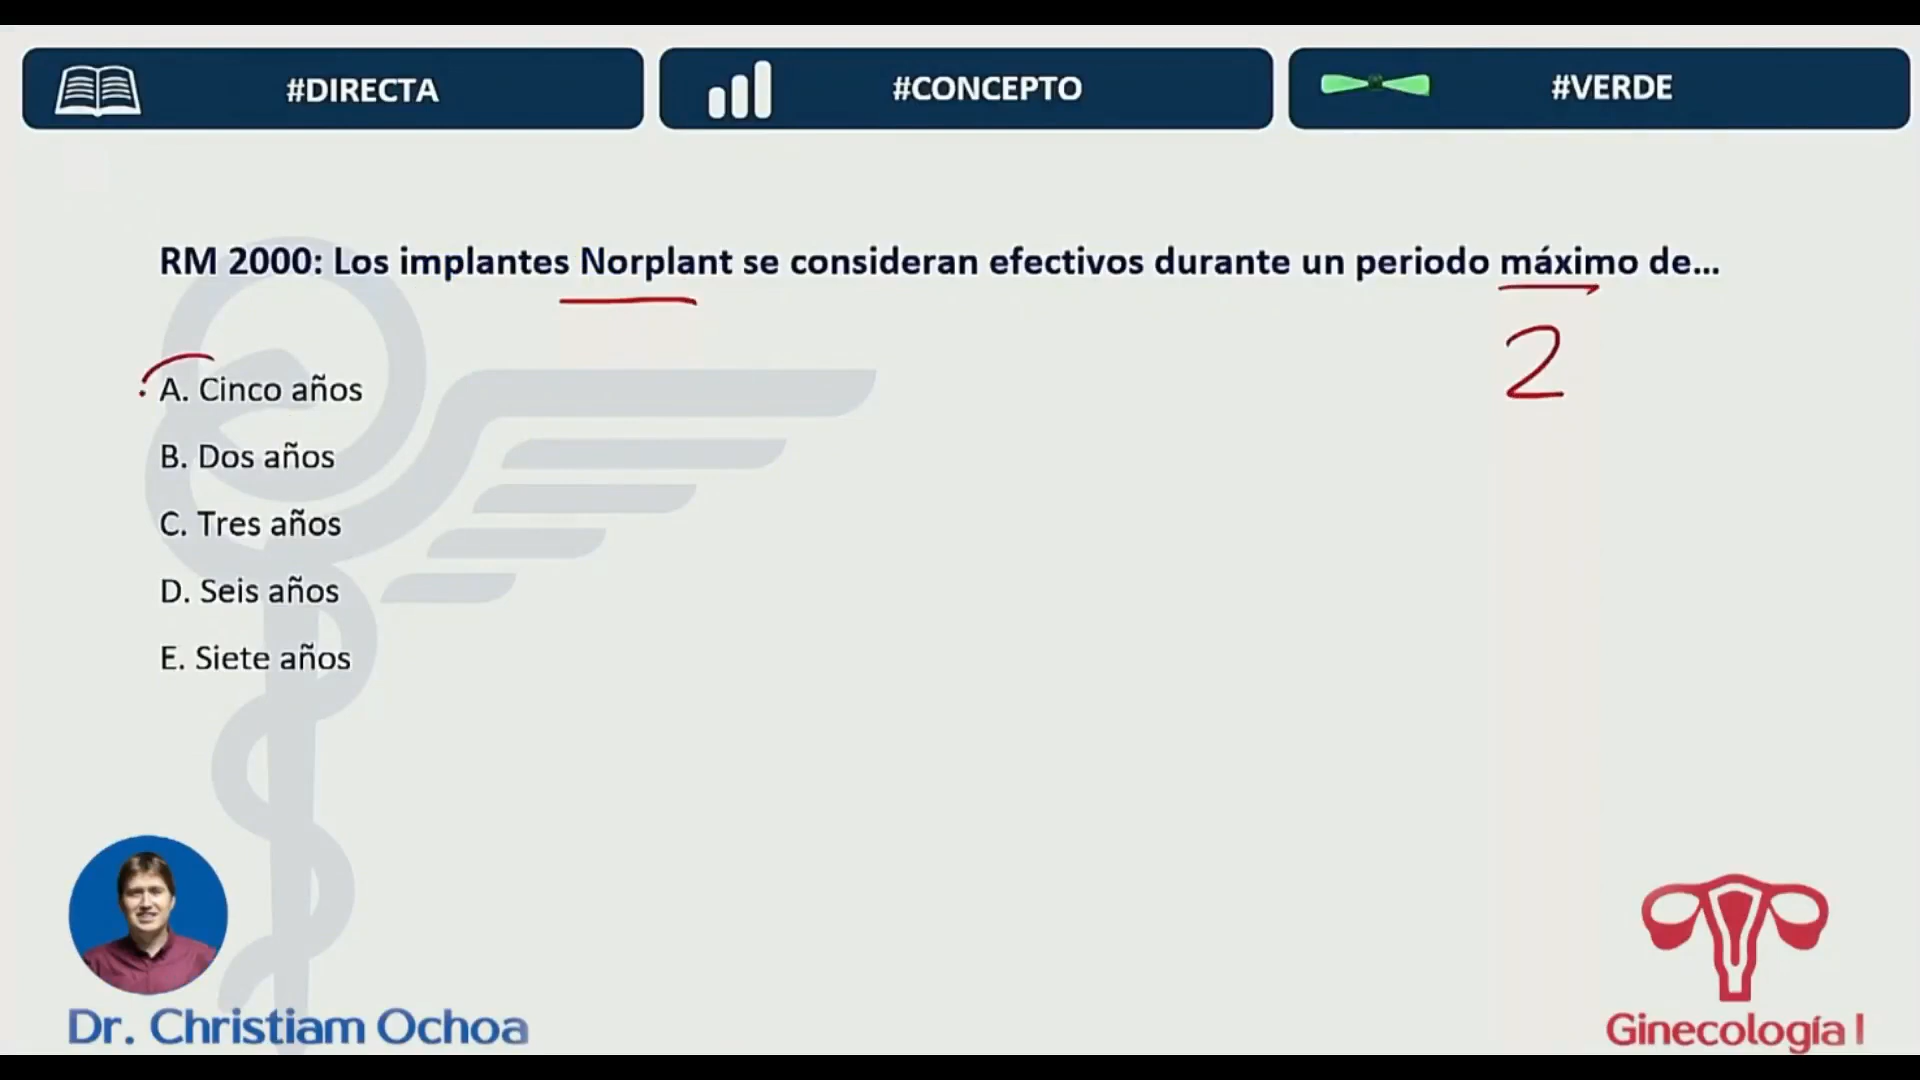 #DIRECTA
#CONCEPTO
#VERDE
RM 2000: Los implantes Norplant se consideran efectivos durante un periodo máximo de...
2
A. Cinco años
B. Dos años
C. Tres años
D. Seis años
E. Siete años
Dr. Christiam Ochoa
Ginecología I